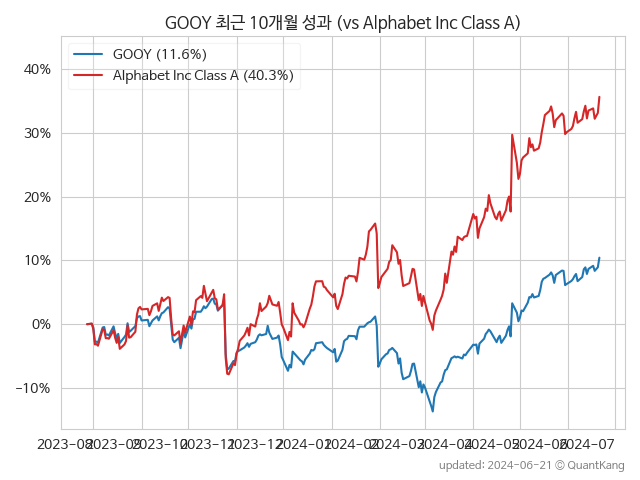 GOOY 최근 10개월 성과 (vs Alphabet Inc Class A)
GOOY (11.6%)
Alphabet Inc Class A (40.3%)
40%
30%
20%
10%
0%
−10%
2023-08 2023-09 2023-10 2023-11 2023-12 2024-01 2024-02 2024-03 2024-04 2024-05 2024-06 2024-07
updated: 2024-06-21 © QuantKang